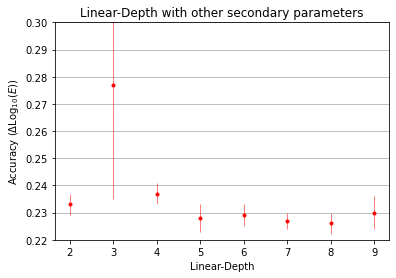 Linear-Depth with other secondary parameters
Accuracy (ΔLog₁₀(E))
0.30
0.29
0.28
0.27
0.26
0.25
0.24
0.23
0.22
2 3 4 5 6 7 8 9
Linear-Depth